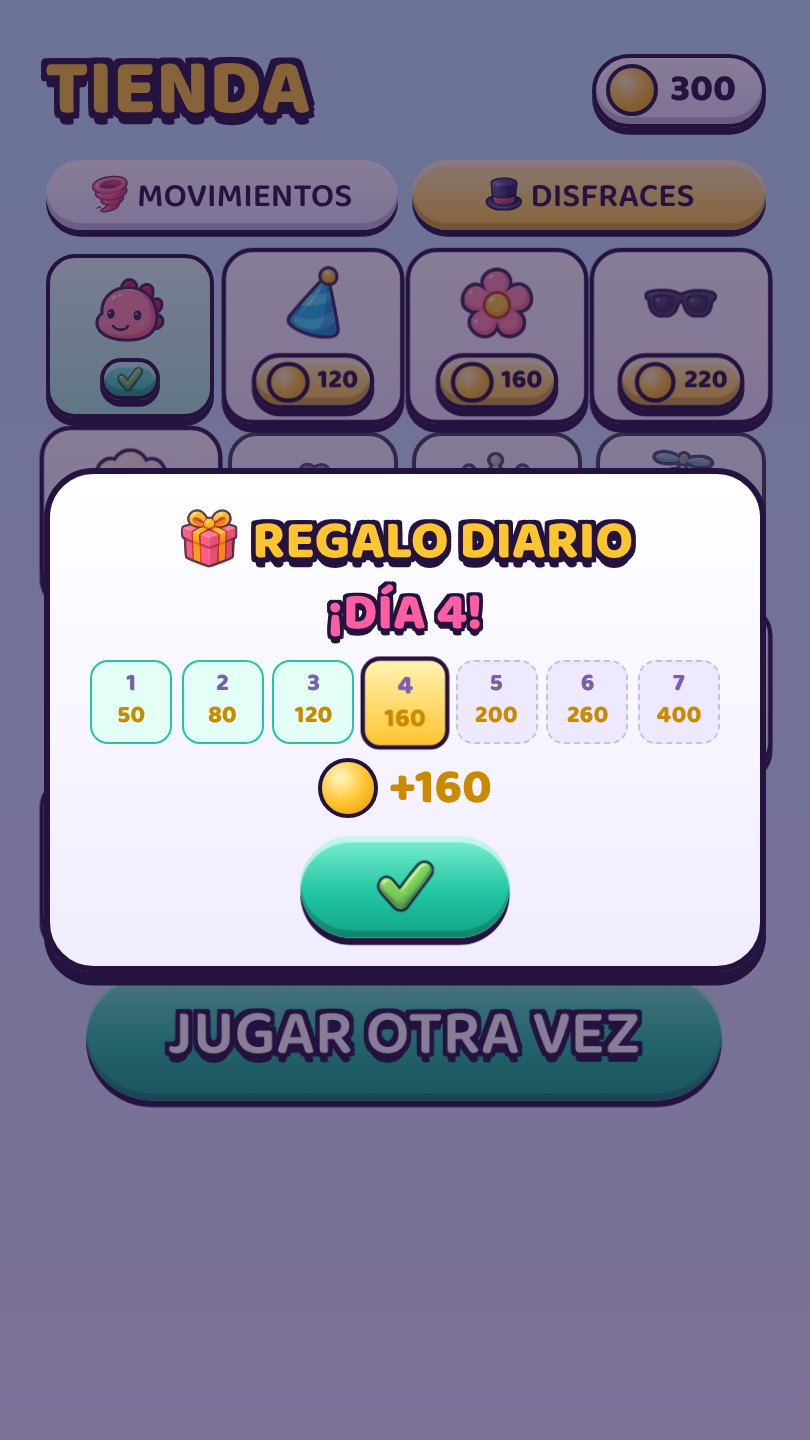 TIENDA
300
MOVIMIENTOS
DISFRACES
120
160
220
REGALO DIARIO
¡DÍA 4!
1 2 3 4 5 6 7
50 80 120 160 200 260 400
+160
JUGAR OTRA VEZ